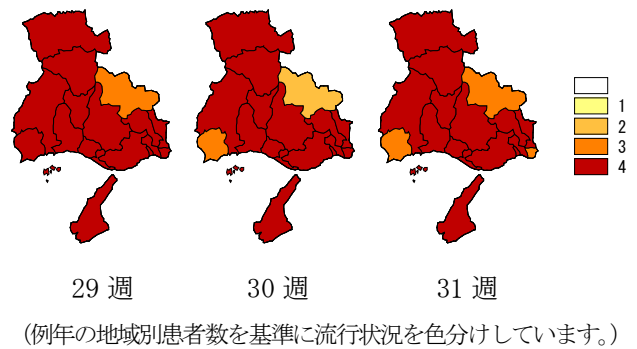 1
2
3
4
29 週
30 週
31 週
(例年の地域別患者数を基準に流行状況を色分けしています。)